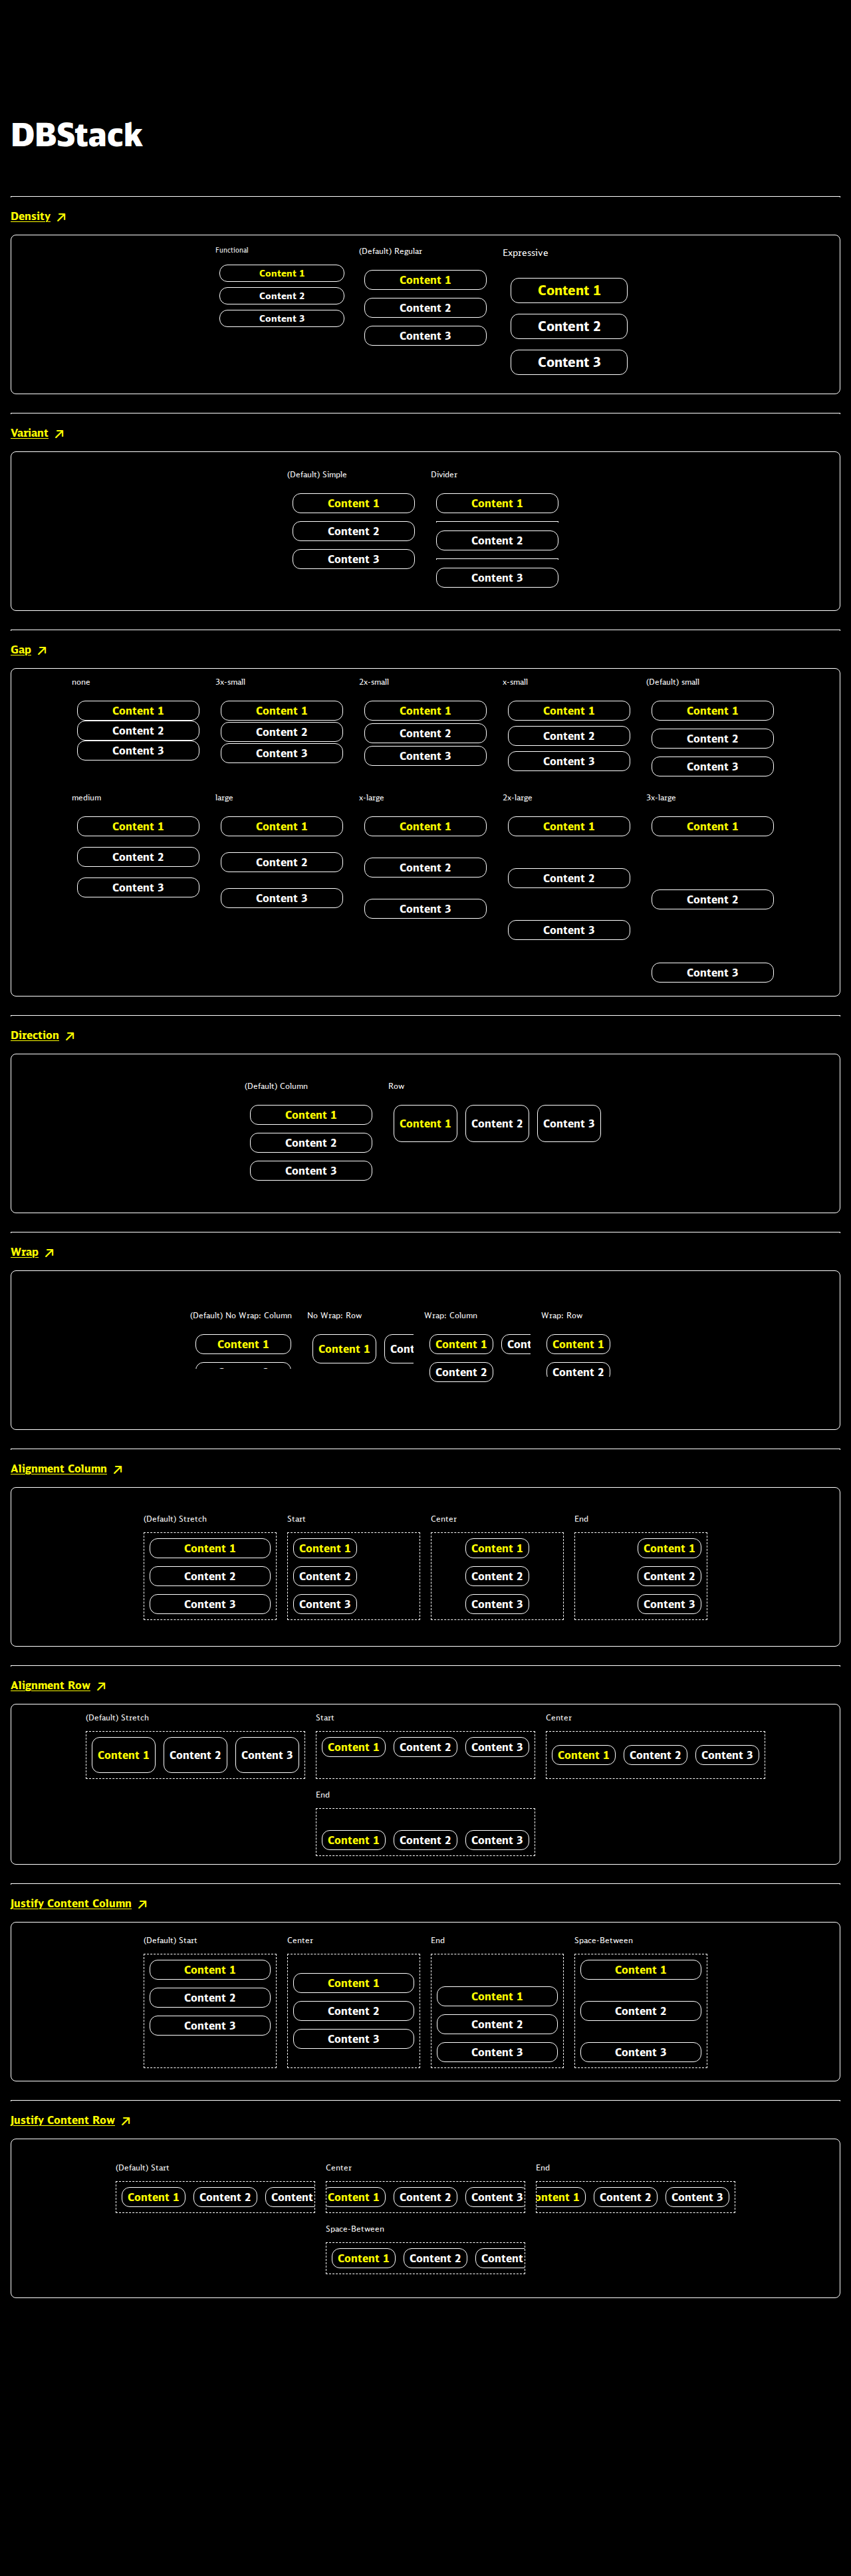 DBStack
Density
Functional (Default) Regular Expressive
Content 1 Content 1 Content 1
Content 2 Content 2 Content 2
Content 3 Content 3 Content 3
Variant
(Default) Simple Divider
Content 1 Content 1
Content 2 Content 2
Content 3 Content 3
Gap
none 3x-small 2x-small x-small (Default) small
Content 1 Content 1 Content 1 Content 1 Content 1
Content 2 Content 2 Content 2 Content 2 Content 2
Content 3 Content 3 Content 3 Content 3 Content 3
medium large x-large 2x-large 3x-large
Content 1 Content 1 Content 1 Content 1 Content 1
Content 2 Content 2 Content 2 Content 2 Content 2
Content 3 Content 3 Content 3 Content 3 Content 3
Direction
(Default) Column Row
Content 1 Content 1 Content 2 Content 3
Content 2
Content 3
Wrap
(Default) No Wrap: Column No Wrap: Row Wrap: Column Wrap: Row
Content 1 Content 1 Cont Content 1 Cont Content 1
Content 2 Content 2
Alignment Column
(Default) Stretch Start Center End
Content 1 Content 1 Content 1 Content 1
Content 2 Content 2 Content 2 Content 2
Content 3 Content 3 Content 3 Content 3
Alignment Row
(Default) Stretch Start Center
Content 1 Content 2 Content 3 Content 1 Content 2 Content 3 Content 1 Content 2 Content 3
End
Content 1 Content 2 Content 3
Justify Content Column
(Default) Start Center End Space-Between
Content 1 Content 1 Content 1 Content 1
Content 2 Content 2 Content 2 Content 2
Content 3 Content 3 Content 3 Content 3
Justify Content Row
(Default) Start Center End
Content 1 Content 2 Content Content 1 Content 2 Content 3 ontent 1 Content 2 Content 3
Space-Between
Content 1 Content 2 Content